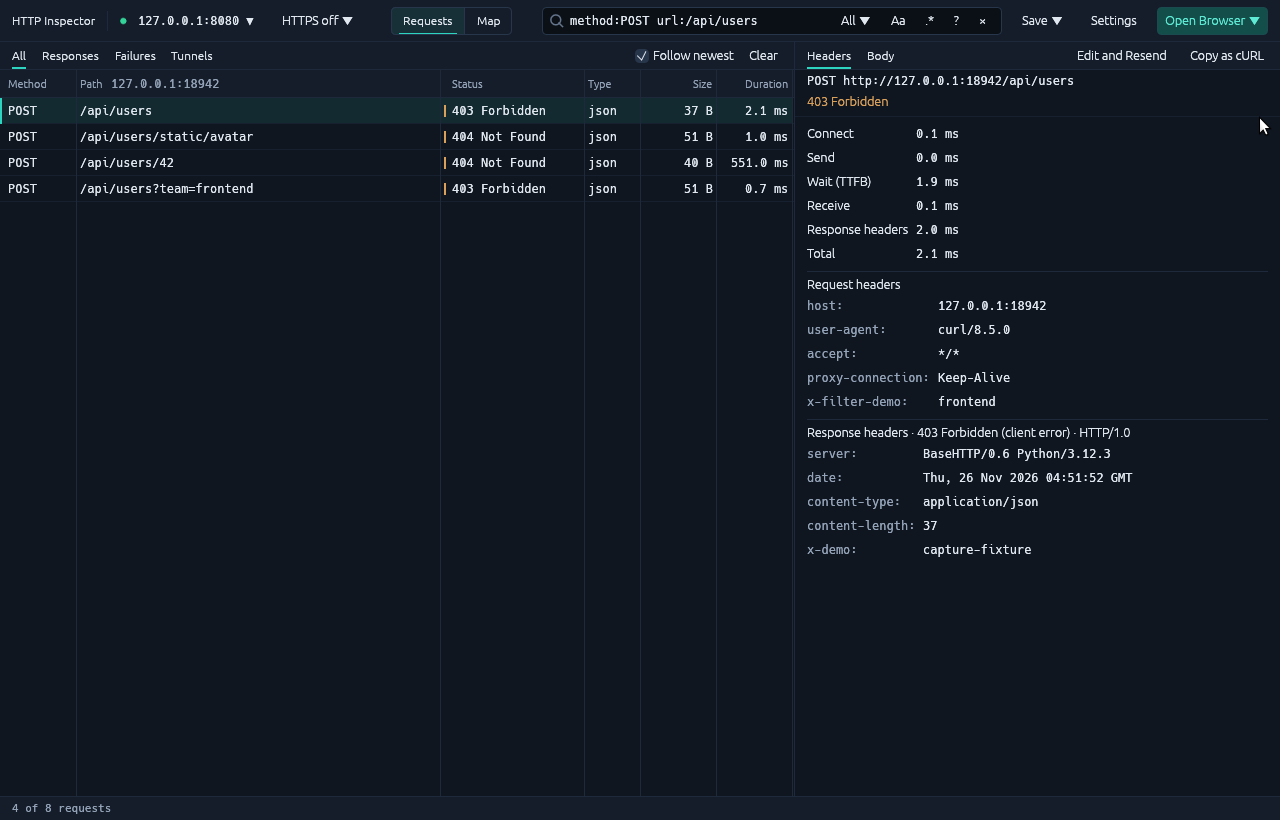 HTTP Inspector 127.0.0.1:8080 ▼ HTTPS off ▼ Requests Map method:POST url:/api/users All ▼ Aa .* ? × Save ▼ Settings Open Browser ▼
All Responses Failures Tunnels Follow newest Clear Headers Body Edit and Resend Copy as cURL
Method Path 127.0.0.1:18942 Status Type Size Duration
POST /api/users 403 Forbidden json 37 B 2.1 ms
POST /api/users/static/avatar 404 Not Found json 51 B 1.0 ms
POST /api/users/42 404 Not Found json 40 B 551.0 ms
POST /api/users?team=frontend 403 Forbidden json 51 B 0.7 ms
POST http://127.0.0.1:18942/api/users
403 Forbidden
Connect 0.1 ms
Send 0.0 ms
Wait (TTFB) 1.9 ms
Receive 0.1 ms
Response headers 2.0 ms
Total 2.1 ms
Request headers
host: 127.0.0.1:18942
user-agent: curl/8.5.0
accept: */*
proxy-connection: Keep-Alive
x-filter-demo: frontend
Response headers · 403 Forbidden (client error) · HTTP/1.0
server: BaseHTTP/0.6 Python/3.12.3
date: Thu, 26 Nov 2026 04:51:52 GMT
content-type: application/json
content-length: 37
x-demo: capture-fixture
4 of 8 requests